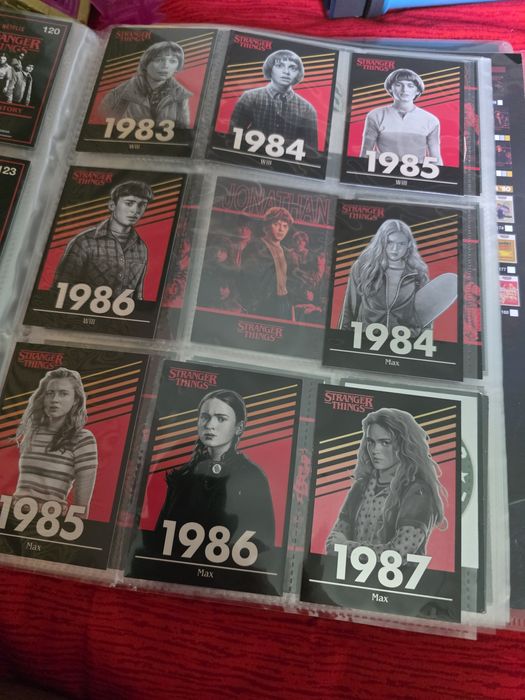 NETFLIX
STRANGER
THINGS
120
STORY
123
STRANGER
THINGS
1983
Will
STRANGER
THINGS
1984
Will
STRANGER
THINGS
1985
Will
STRANGER
THINGS
1986
Will
JONATHAN
STRANGER
THINGS
STRANGER
THINGS
1984
Max
STRANGER
THINGS
1985
Max
STRANGER
THINGS
1986
Max
STRANGER
THINGS
1987
Max